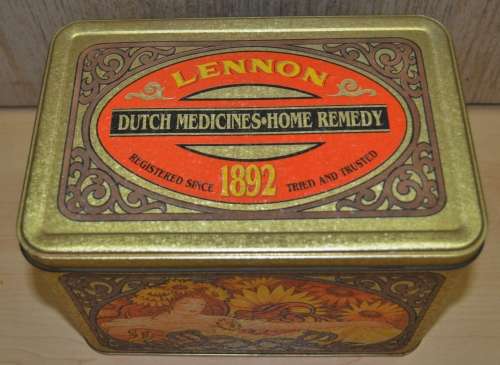 LENNON
DUTCH MEDICINES•HOME REMEDY
REGISTERED SINCE 1892 TRIED AND TRUSTED